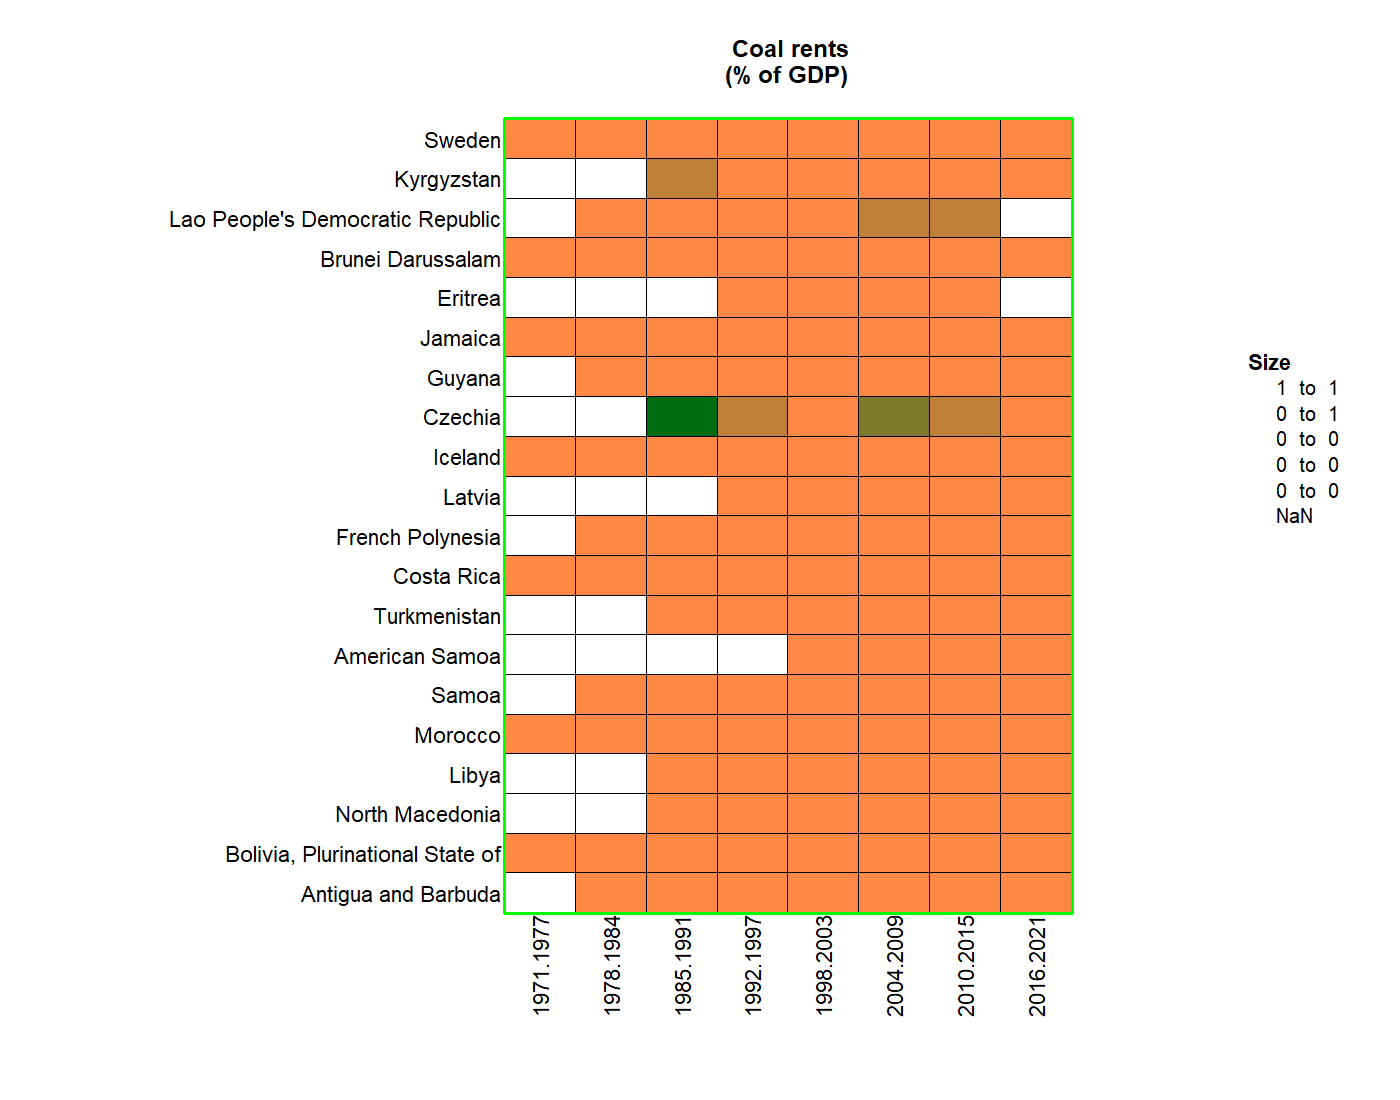 Coal rents
(% of GDP)
Sweden
Kyrgyzstan
Lao People's Democratic Republic
Brunei Darussalam
Eritrea
Jamaica
Guyana
Czechia
Iceland
Latvia
French Polynesia
Costa Rica
Turkmenistan
American Samoa
Samoa
Morocco
Libya
North Macedonia
Bolivia, Plurinational State of
Antigua and Barbuda
1971.1977
1978.1984
1985.1991
1992.1997
1998.2003
2004.2009
2010.2015
2016.2021
Size
1 to 1
0 to 1
0 to 0
0 to 0
0 to 0
NaN